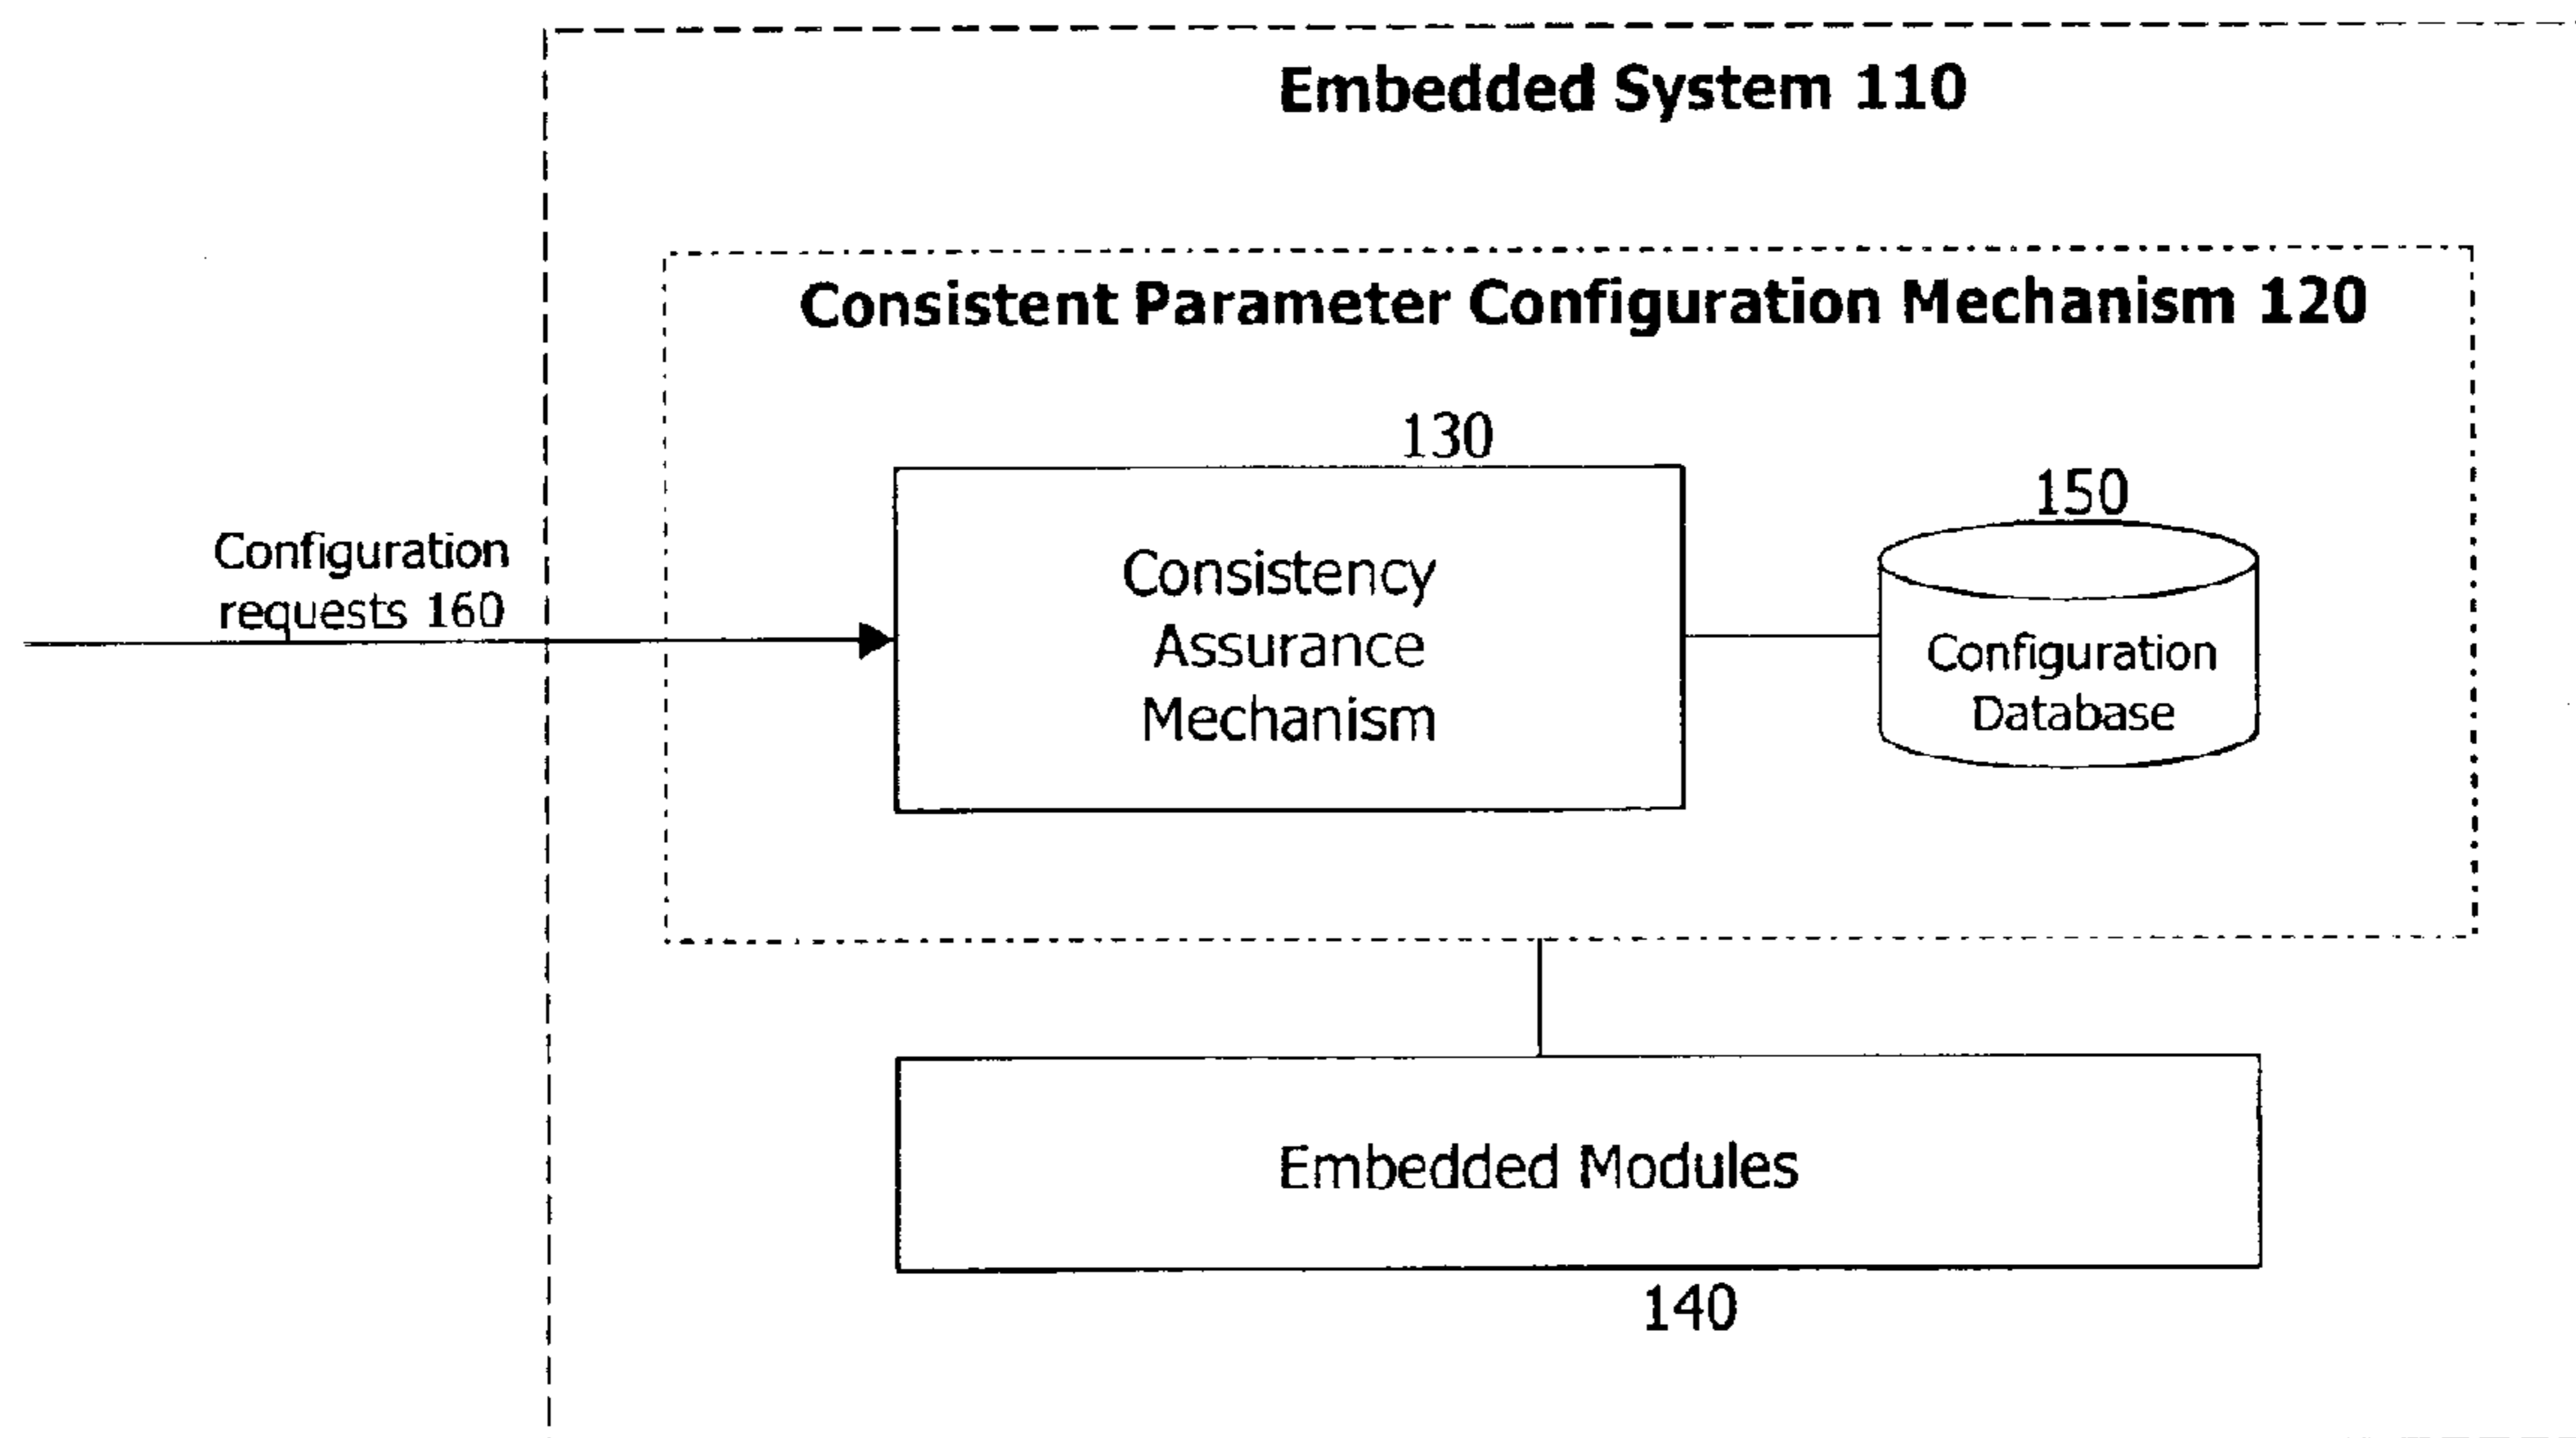 Embedded System 110
Consistent Parameter Configuration Mechanism 120
130
150
Configuration
requests 160
Consistency
Assurance
Mechanism
Configuration
Database
Embedded Modules
140